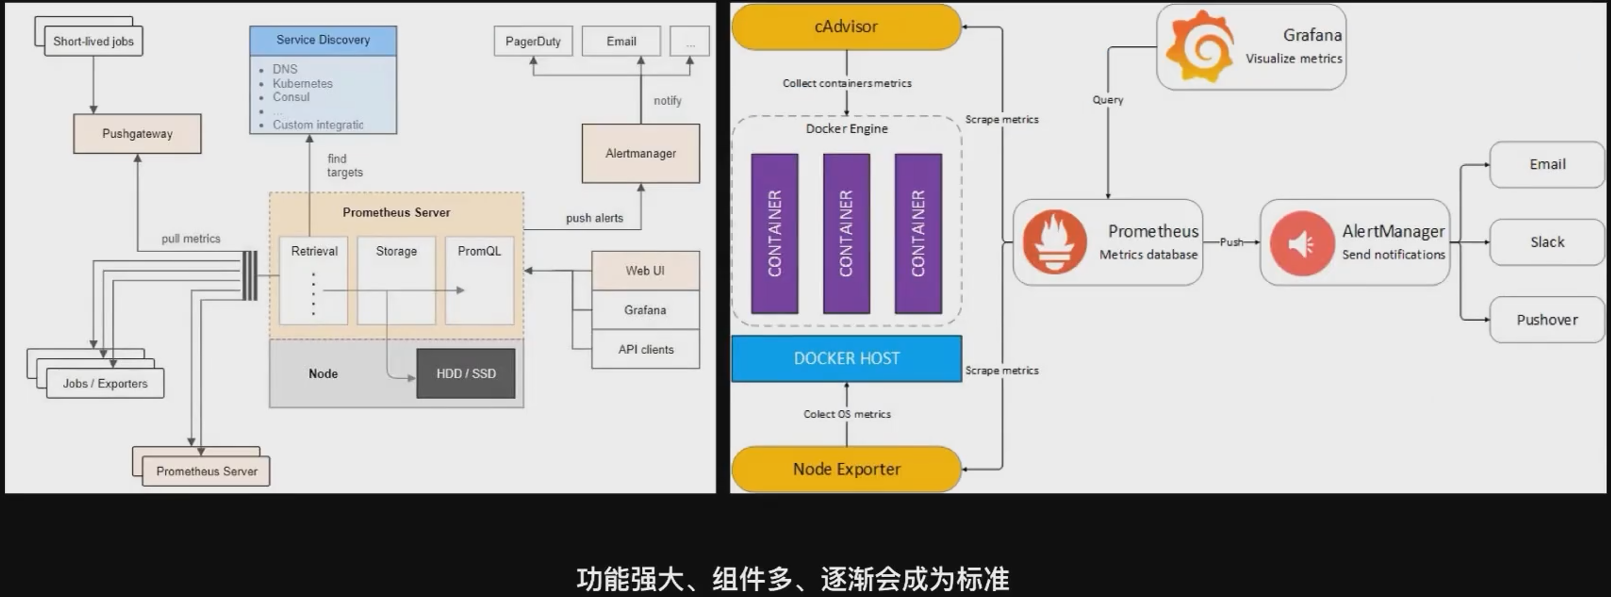 Short-lived jobs
Service Discovery
DNS
Kubernetes
Consul
...
Custom integratic
PagerDuty
Email
...
notify
Pushgateway
Alertmanager
find
targets
Prometheus Server
push alerts
pull metrics
Retrieval
Storage
PromQL
Web UI
Grafana
API clients
Node
HDD / SSD
Jobs / Exporters
Prometheus Server
cAdvisor
Collect containers metrics
Docker Engine
CONTAINER
CONTAINER
CONTAINER
DOCKER HOST
Colect OS metrics
Node Exporter
Scrape metrics
Scrape metrics
Grafana
Visualize metrics
Query
Prometheus
Metrics database
Push
AlertManager
Send notifications
Email
Slack
Pushover
功能强大、组件多、逐渐会成为标准